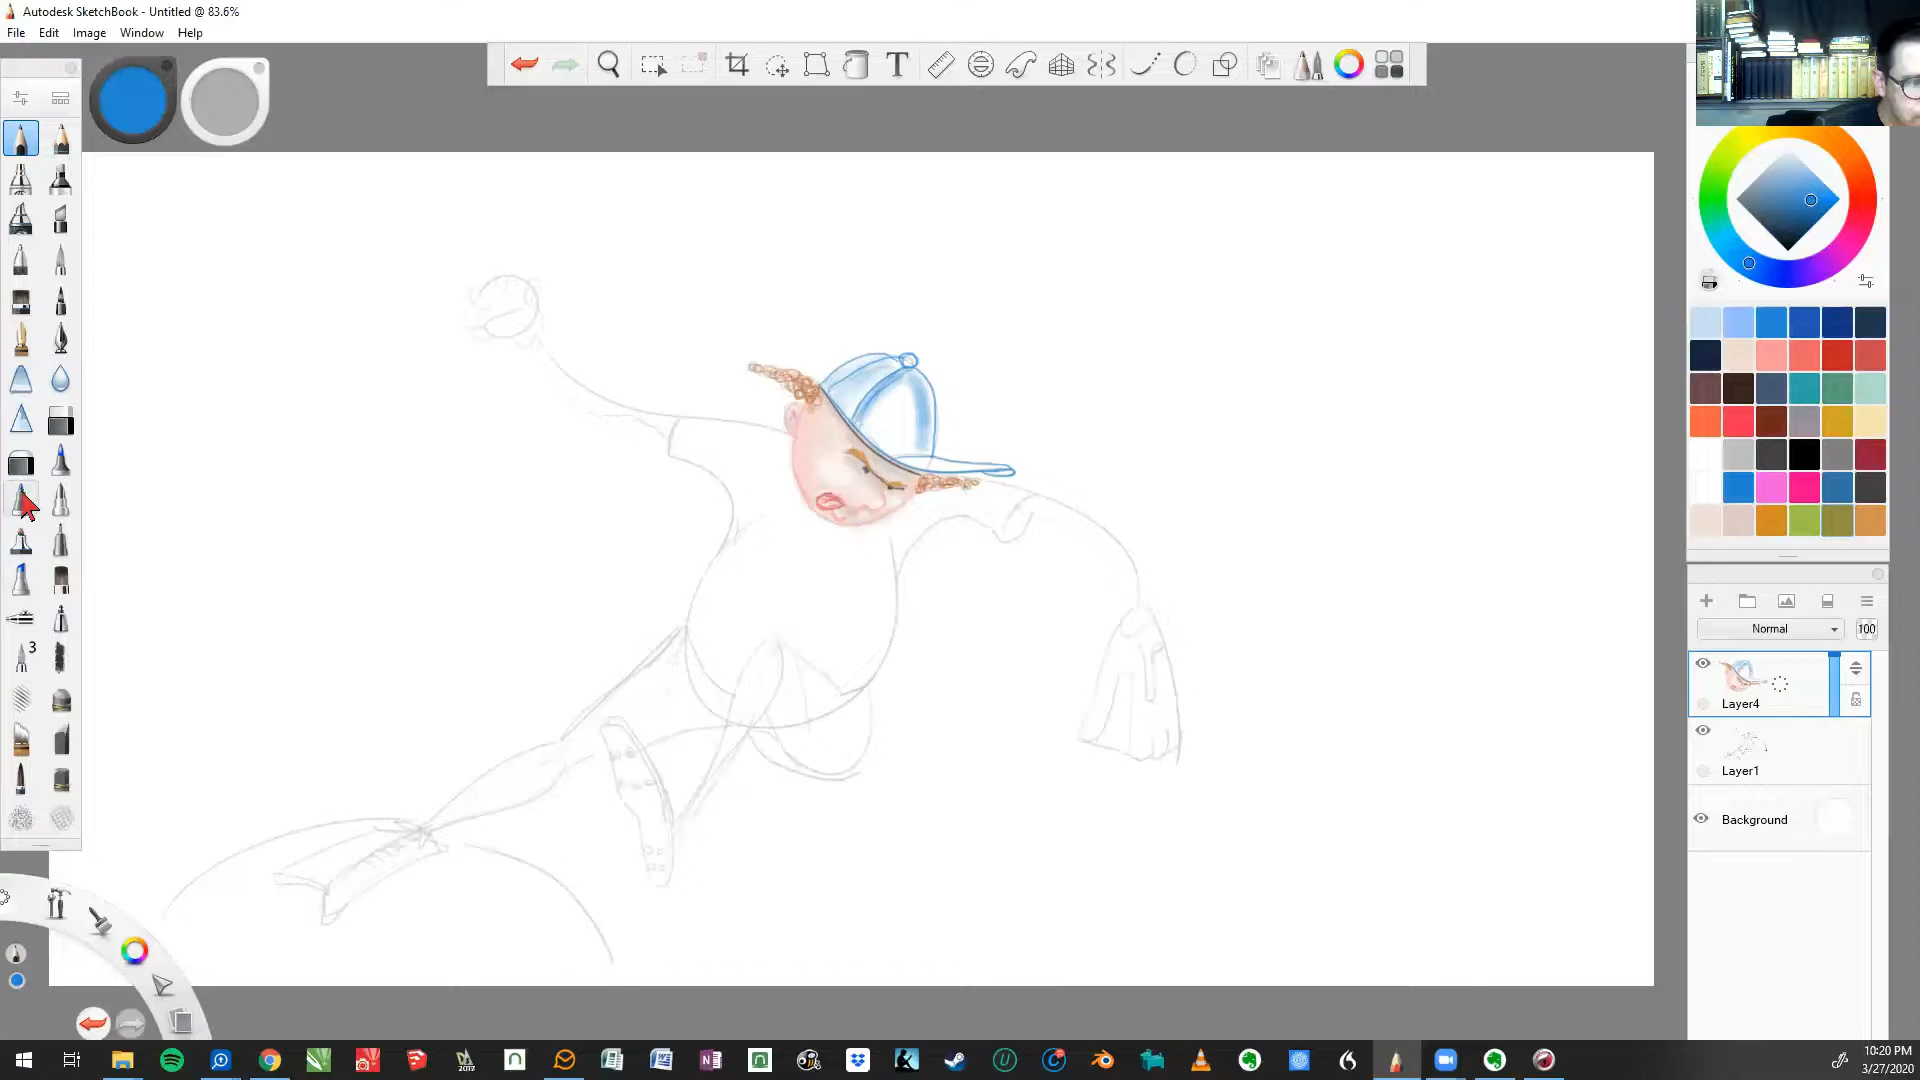 Autodesk SketchBook - Untitled @ 83.6%
File Edit Image Window Help
T
3
Normal 100
Layer4
Layer1
Background
2017
10:20 PM
3/27/2020